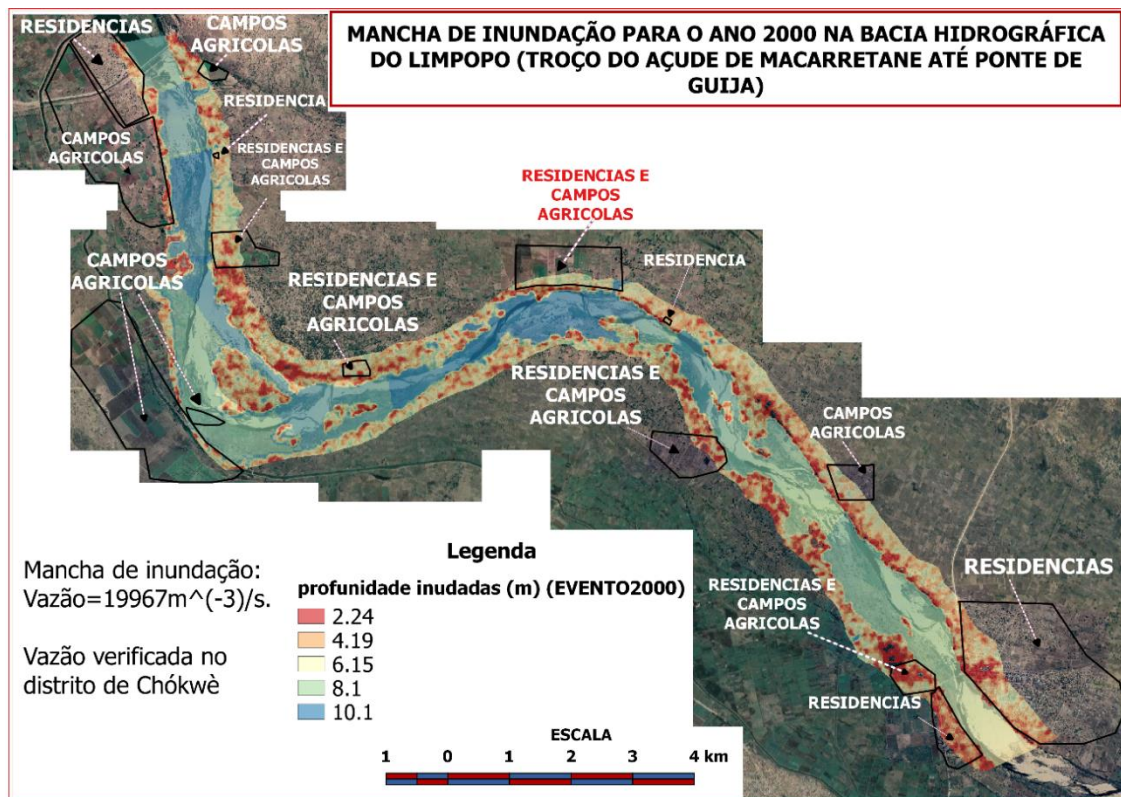 MANCHA DE INUNDAÇÃO PARA O ANO 2000 NA BACIA HIDROGRÁFICA
DO LIMPOPO (TROÇO DO AÇUDE DE MACARRETANE ATÉ PONTE DE
GUIJA)
RESIDENCIAS
CAMPOS
AGRICOLAS
RESIDENCIA
CAMPOS
AGRICOLAS
RESIDENCIAS E
CAMPOS
AGRICOLAS
RESIDENCIAS E
CAMPOS
AGRICOLAS
CAMPOS
AGRICOLAS
RESIDENCIA
RESIDENCIAS E
CAMPOS
AGRICOLAS
RESIDENCIAS E
CAMPOS
AGRICOLAS
CAMPOS
AGRICOLAS
RESIDENCIAS
RESIDENCIAS E
CAMPOS
AGRICOLAS
RESIDENCIAS
Mancha de inundação:
Vazão=19967m^(-3)/s.
Vazão verificada no
distrito de Chókwè
Legenda
profunidade inudadas (m) (EVENTO2000)
2.24
4.19
6.15
8.1
10.1
ESCALA
1 0 1 2 3 4 km